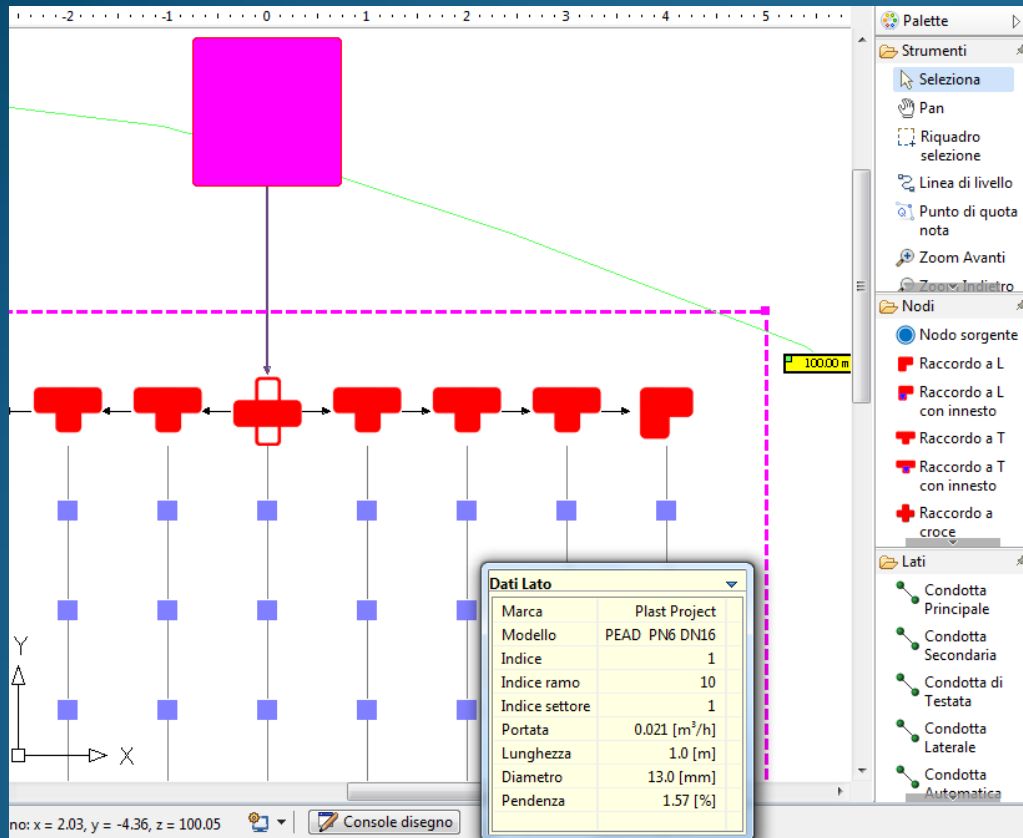 -2 -1 0 1 2 3 4 5
Palette
Strumenti
Seleziona
Pan
Riquadro
selezione
Linea di livello
Punto di quota
nota
Zoom Avanti
Zoom Indietro
Nodi
Nodo sorgente
Raccordo a L
Raccordo a L
con innesto
Raccordo a T
Raccordo a T
con innesto
Raccordo a
croce
Lati
Condotta
Principale
Condotta
Secondaria
Condotta di
Testata
Condotta
Laterale
Condotta
Automatica
100.00 m
Y
X
Dati Lato
Marca Plast Project
Modello PEAD PN6 DN16
Indice 1
Indice ramo 10
Indice settore 1
Portata 0.021 [m³/h]
Lunghezza 1.0 [m]
Diametro 13.0 [mm]
Pendenza 1.57 [%]
no: x = 2.03, y = -4.36, z = 100.05
Console disegno